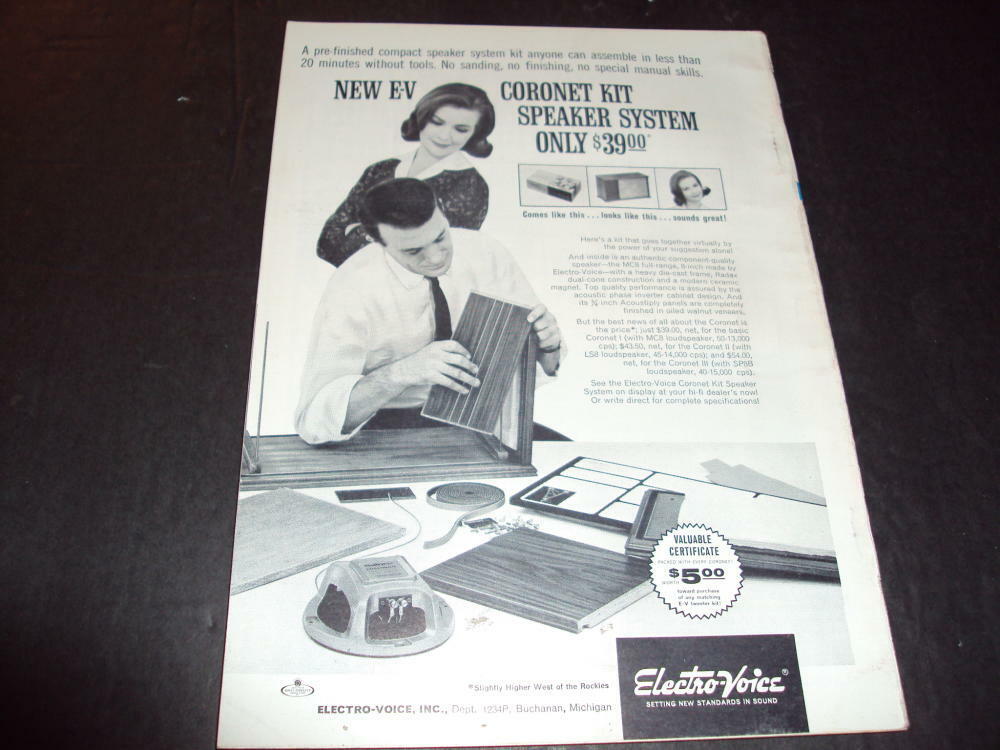 A pre-finished compact speaker system kit anyone can assemble in less than
20 minutes without tools. No sanding, no finishing, no special manual skills.
NEW E-V CORONET KIT
SPEAKER SYSTEM
ONLY $39.00*
Comes like this...looks like this...sounds great!
Here's a kit that goes together virtually by
the power of your suggestion alone!
And inside is an authentic component-quality
speaker—the MC8 full-range, 8-inch made by
Electro-Voice—with a heavy die-cast frame, Radax
dual-cone construction and a modern ceramic
magnet. Top quality performance is assured by the
acoustic phase inverter cabinet design. And
its ¾-inch Acoustiply panels are completely
finished in oiled walnut veneers.
But the best news of all about the Coronet is
the price*; just $39.00, net, for the basic
Coronet I (with MC8 loudspeaker, 50-13,000
cps); $43.50, net, for the Coronet II (with
LS8 loudspeaker, 45-14,000 cps); and $54.00,
net, for the Coronet III (with SP8B
loudspeaker, 40-15,000 cps).
See the Electro-Voice Coronet Kit Speaker
System on display at your hi-fi dealer's now!
Or write direct for complete specifications!
VALUABLE
CERTIFICATE
PACKED WITH EVERY CORONET!
WORTH $5.00
toward purchase
of any matching
E-V tweeter kit!
Electro-Voice
Electro-Voice®
SETTING NEW STANDARDS IN SOUND
*Slightly Higher West of the Rockies
ELECTRO-VOICE, INC., Dept. 1234P, Buchanan, Michigan